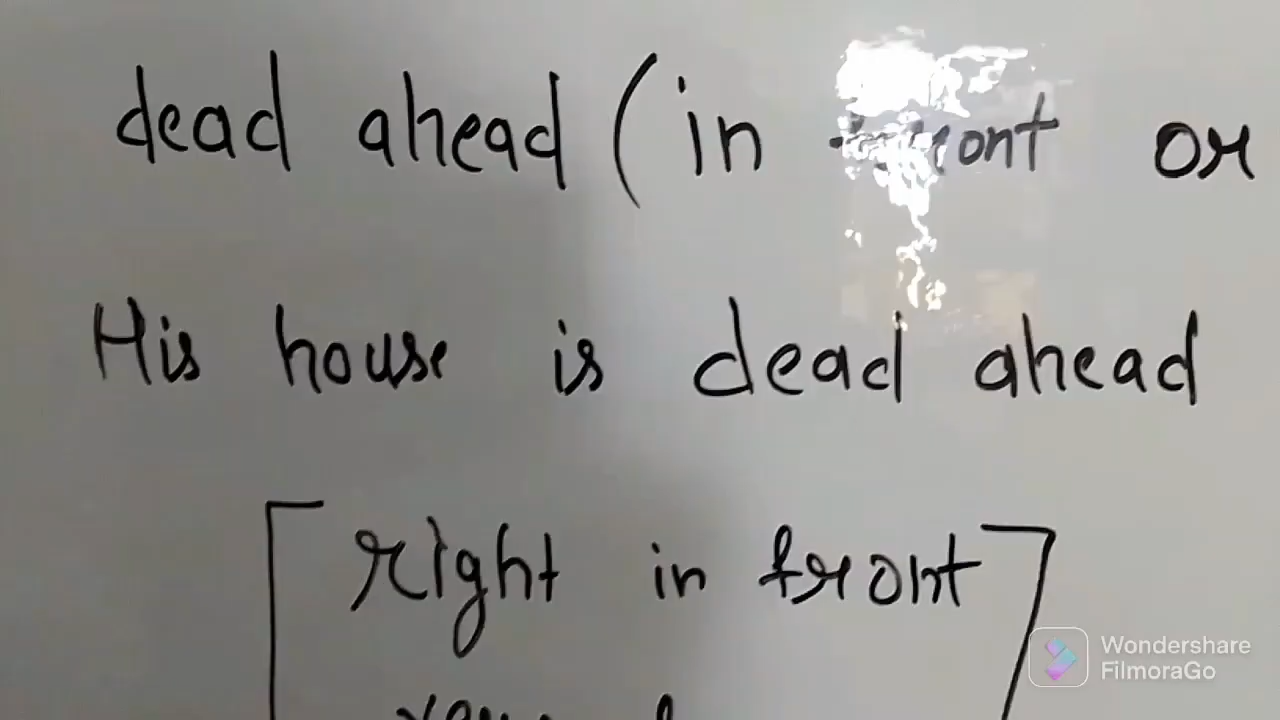 dead ahead (in front or
His house is dead ahead
[ right in front ]
Wondershare
FilmoraGo